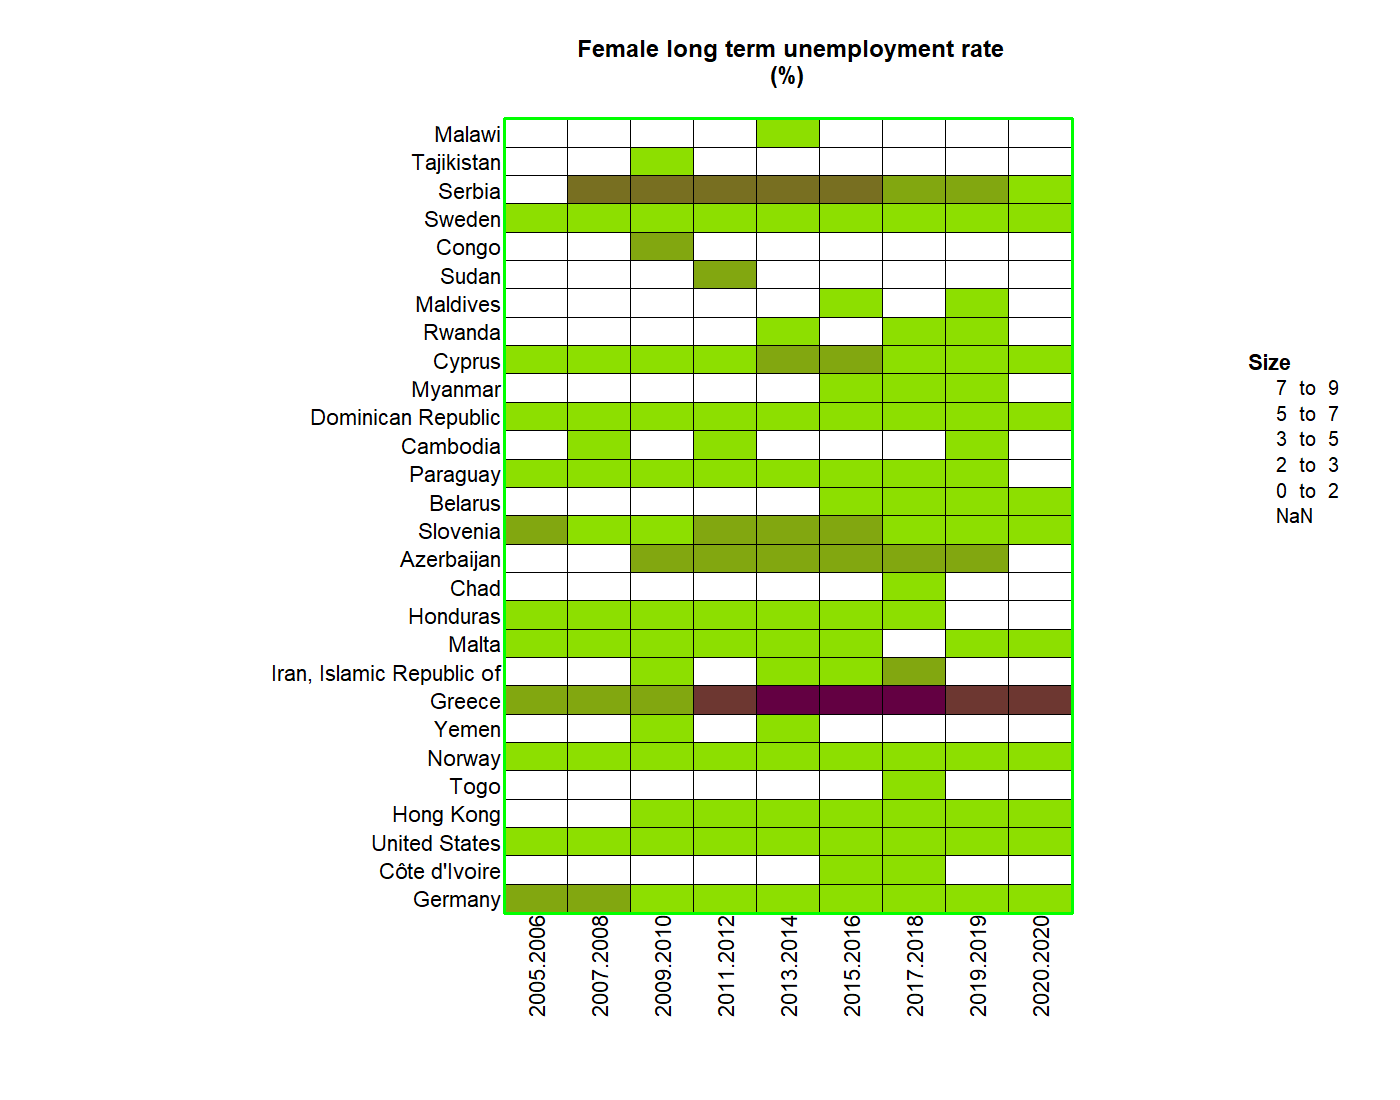 Female long term unemployment rate
(%)
Malawi
Tajikistan
Serbia
Sweden
Congo
Sudan
Maldives
Rwanda
Cyprus
Myanmar
Dominican Republic
Cambodia
Paraguay
Belarus
Slovenia
Azerbaijan
Chad
Honduras
Malta
Iran, Islamic Republic of
Greece
Yemen
Norway
Togo
Hong Kong
United States
Côte d'Ivoire
Germany
2005.2006
2007.2008
2009.2010
2011.2012
2013.2014
2015.2016
2017.2018
2019.2019
2020.2020
Size
7 to 9
5 to 7
3 to 5
2 to 3
0 to 2
NaN